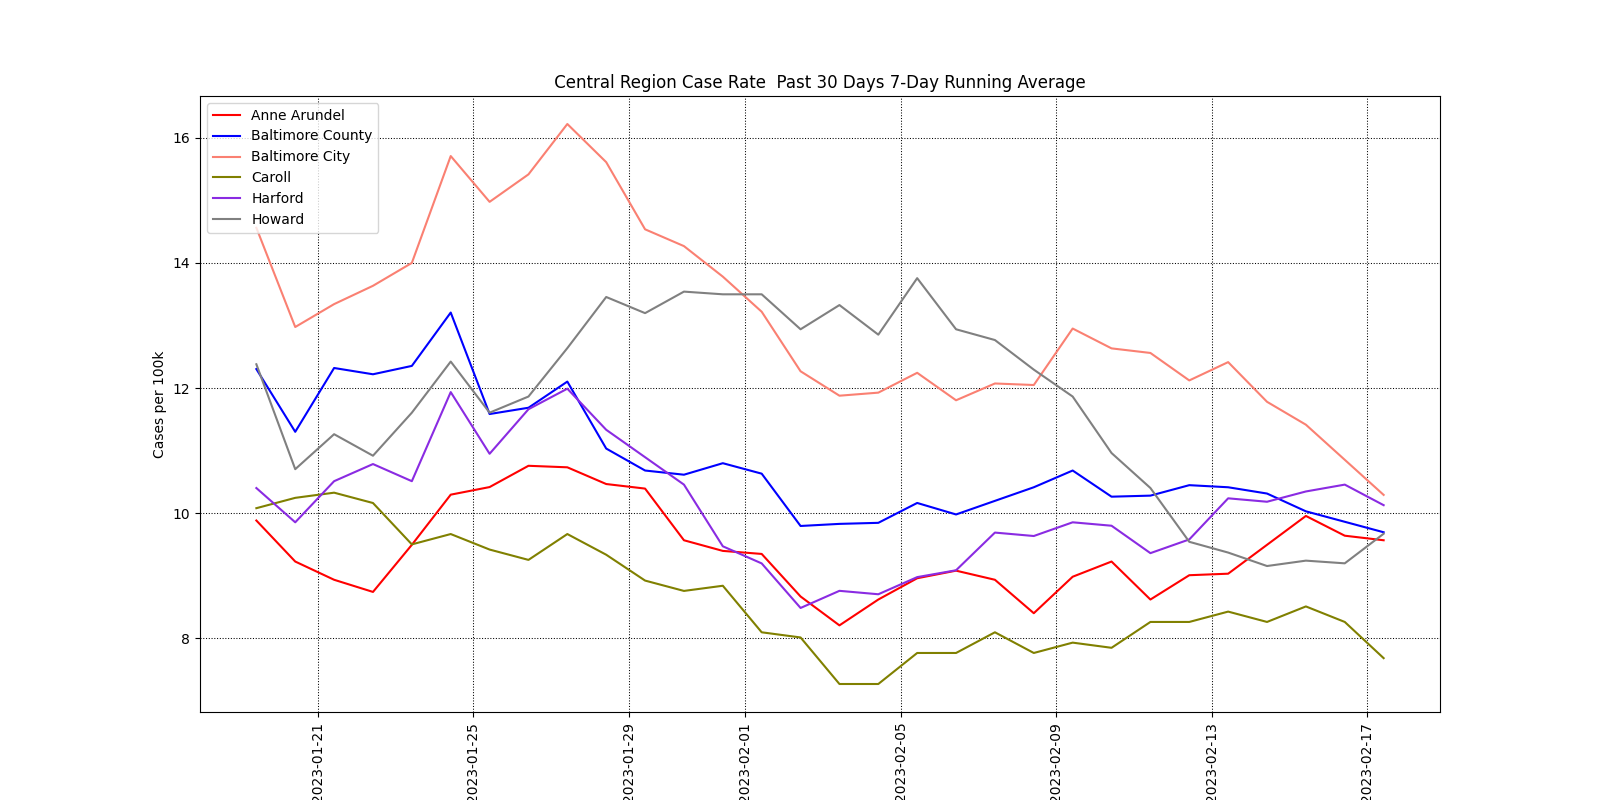 Central Region Case Rate  Past 30 Days 7-Day Running Average
Anne Arundel
Baltimore County
Baltimore City
Caroll
Harford
Howard
Cases per 100k
16
14
12
10
8
2023-01-21
2023-01-25
2023-01-29
2023-02-01
2023-02-05
2023-02-09
2023-02-13
2023-02-17